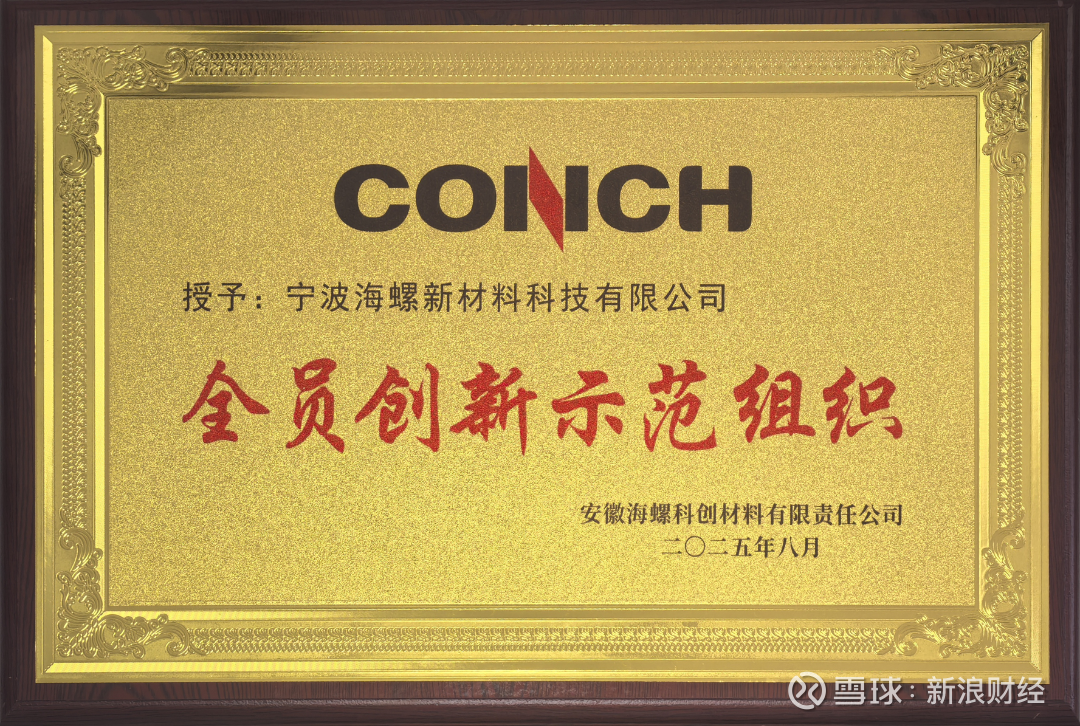 CONCH
授予：宁波海螺新材料科技有限公司
全员创新示范组织
安徽海螺科创材料有限责任公司
二〇二五年八月
雪球：新浪财经